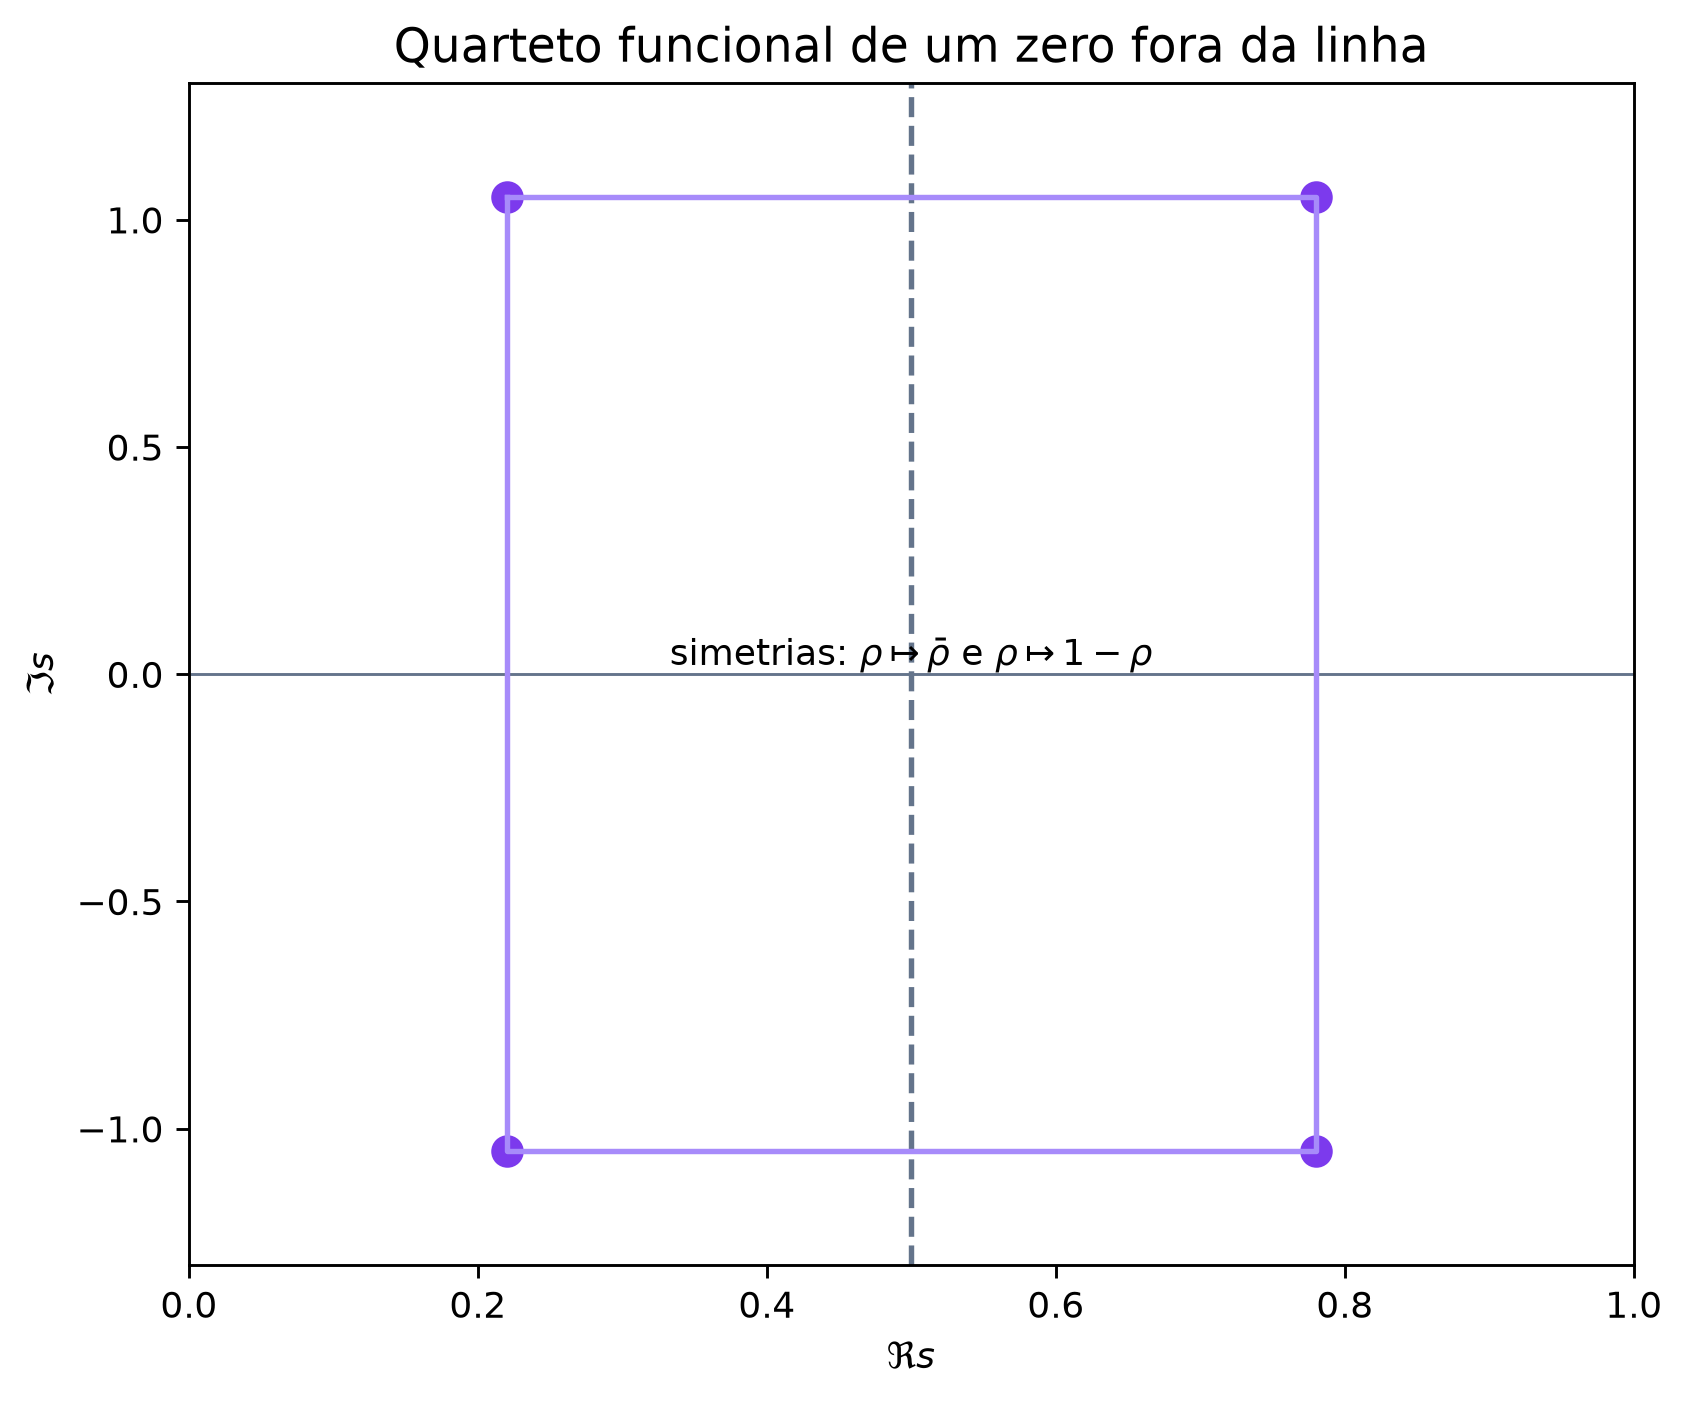 Quarteto funcional de um zero fora da linha
1.0
0.5
simetrias: ρ ↦ ρ̄ e ρ ↦ 1 − ρ
0.0
−0.5
−1.0
ℑs
0.0 0.2 0.4 0.6 0.8 1.0
ℜs